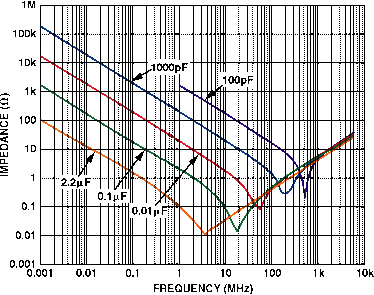 1M
100k
10k
1k
100
10
1
0.1
0.01
0.001
IMPEDANCE (Ω)
1000pF
100pF
2.2µF
0.1µF
0.01µF
0.001 0.01 0.1 1 10 100 1k 10k
FREQUENCY (MHz)